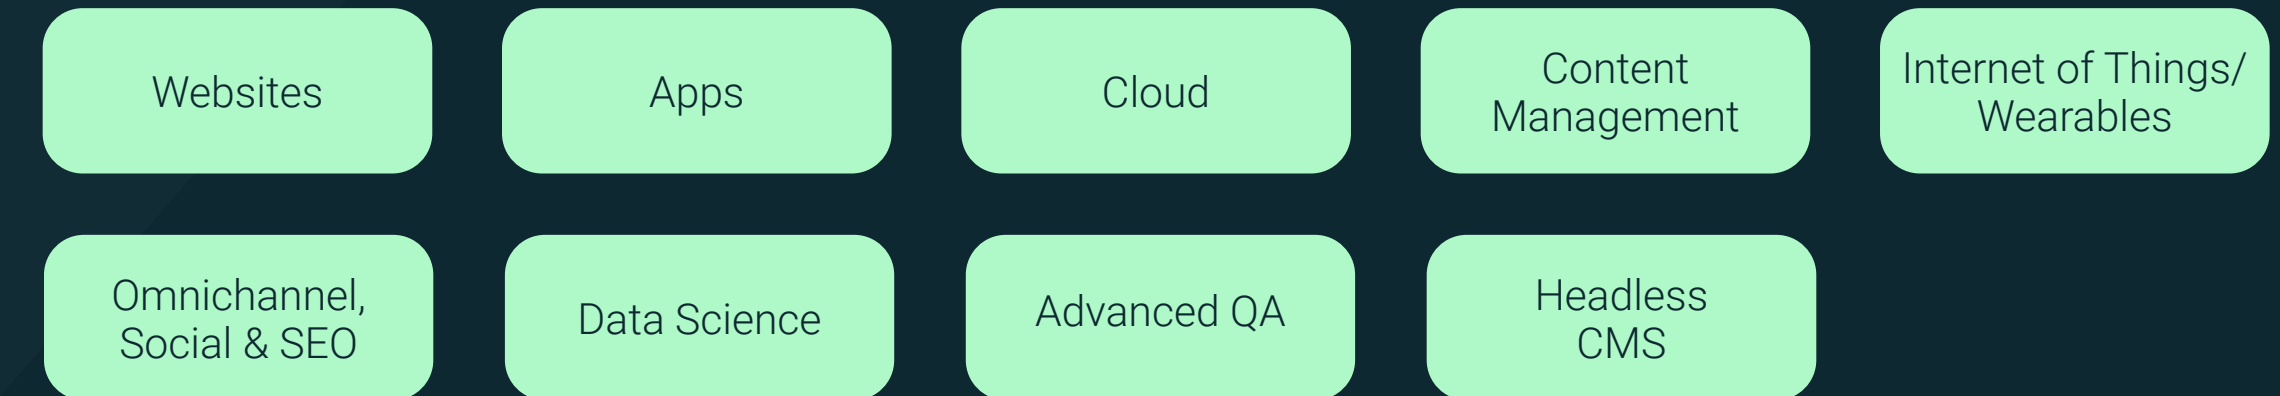 Websites
Apps
Cloud
Content
Management
Internet of Things/
Wearables
Omnichannel,
Social & SEO
Data Science
Advanced QA
Headless
CMS